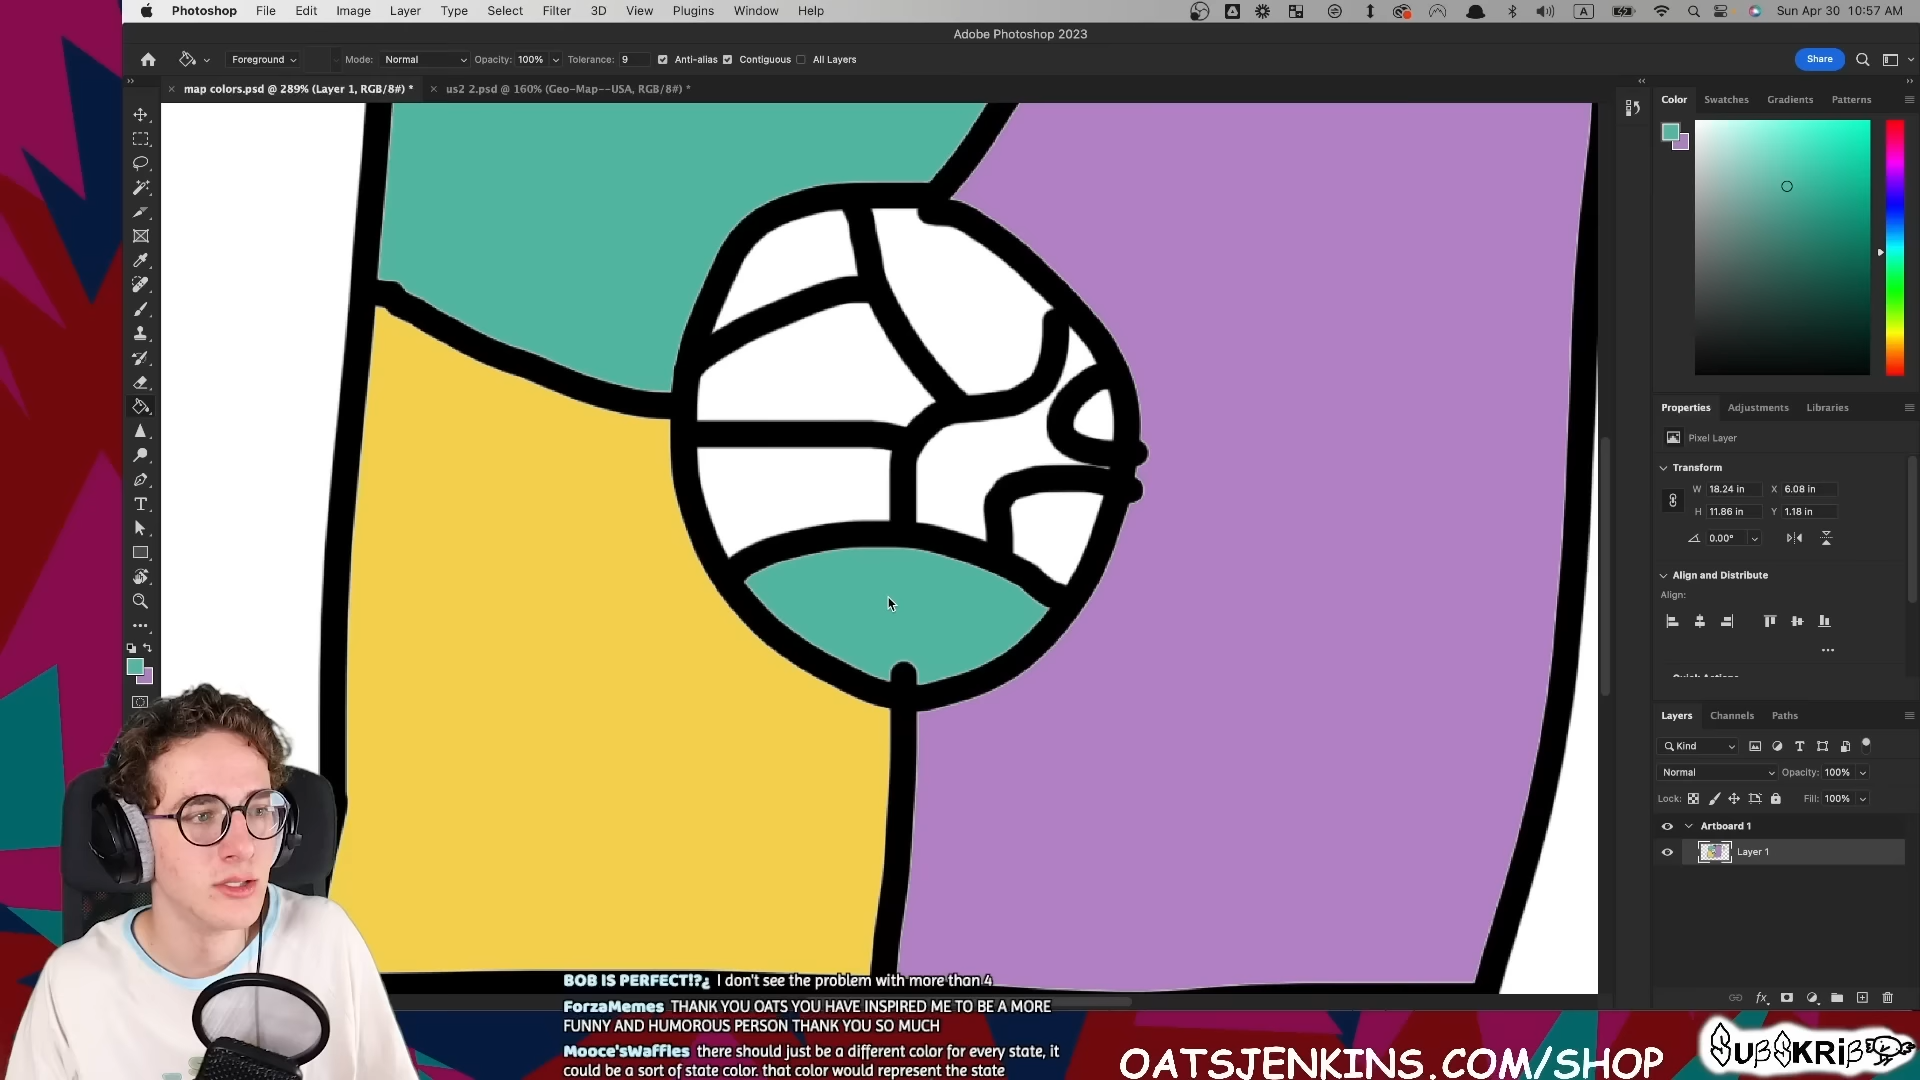 Photoshop File Edit Image Layer Type Select Filter 3D View Plugins Window Help
A
Sun Apr 30 10:57 AM
Adobe Photoshop 2023
Foreground Mode: Normal Opacity: 100% Tolerance: 9 Anti-alias Contiguous All Layers
Share
map colors.psd @ 289% (Layer 1, RGB/8#) *
us2 2.psd @ 160% (Geo-Map--USA, RGB/8#) *
Color Swatches Gradients Patterns
Properties Adjustments Libraries
Pixel Layer
Transform
W 18.24 in X 6.08 in
H 11.86 in Y 1.18 in
0.00°
Align and Distribute
Align:
Quick Actions
Layers Channels Paths
Kind
Normal Opacity: 100%
Lock: Fill: 100%
Artboard 1
Layer 1
fx
BOB IS PERFECT!?¿ I don't see the problem with more than 4
ForzaMemes THANK YOU OATS YOU HAVE INSPIRED ME TO BE A MORE
FUNNY AND HUMOROUS PERSON THANK YOU SO MUCH
Mooce'sWaffles there should just be a different color for every state, it
could be a sort of state color. that color would represent the state
OATSJENKINS.COM/SHOP
SUBSKRIB